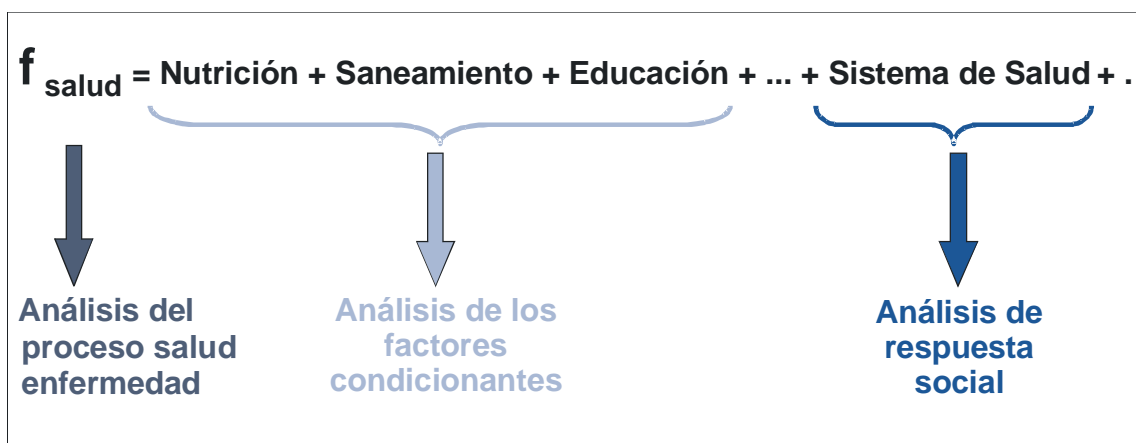 f salud = Nutrición + Saneamiento + Educación + ... + Sistema de Salud + .
Análisis del
proceso salud
enfermedad
Análisis de los
factores
condicionantes
Análisis de
respuesta
social